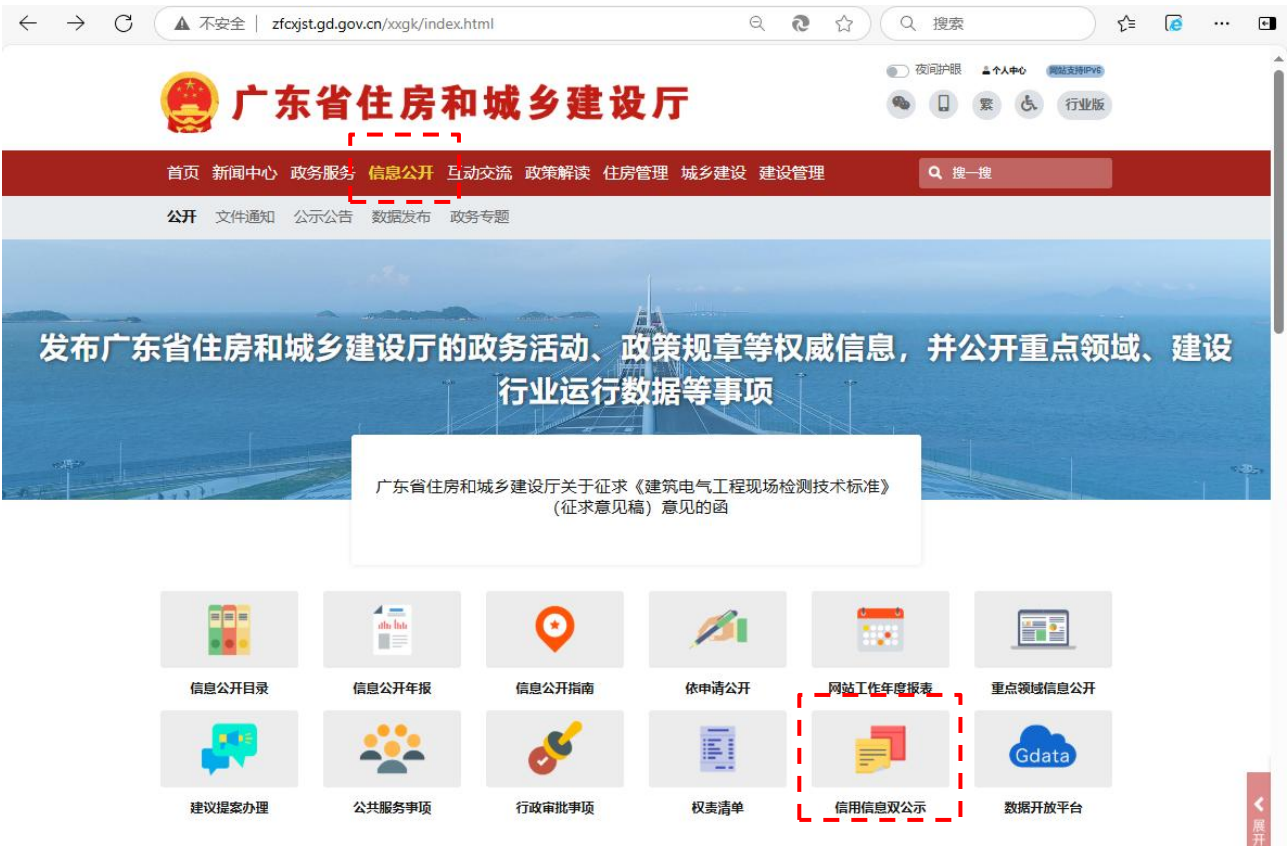 不安全 | zfcxjst.gd.gov.cn/xxgk/index.html
搜索
夜间护眼 个人中心 网站支持IPv6
广东省住房和城乡建设厅
繁 行业版
首页 新闻中心 政务服务 信息公开 互动交流 政策解读 住房管理 城乡建设 建设管理 搜一搜
公开 文件通知 公示公告 数据发布 政务专题
发布广东省住房和城乡建设厅的政务活动、政策规章等权威信息，并公开重点领域、建设
行业运行数据等事项
广东省住房和城乡建设厅关于征求《建筑电气工程现场检测技术标准》
（征求意见稿）意见的函
信息公开目录 信息公开年报 信息公开指南 依申请公开 网站工作年度报表 重点领域信息公开
Gdata
建议提案办理 公共服务事项 行政审批事项 权责清单 信用信息双公示 数据开放平台
展开